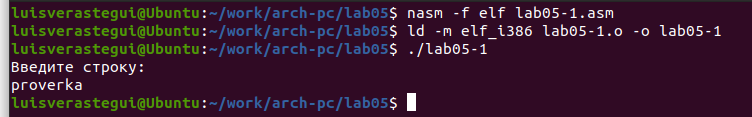 luisverastegui@Ubuntu:~/work/arch-pc/lab05$ nasm -f elf lab05-1.asm
luisverastegui@Ubuntu:~/work/arch-pc/lab05$ ld -m elf_i386 lab05-1.o -o lab05-1
luisverastegui@Ubuntu:~/work/arch-pc/lab05$ ./lab05-1
Введите строку:
proverka
luisverastegui@Ubuntu:~/work/arch-pc/lab05$